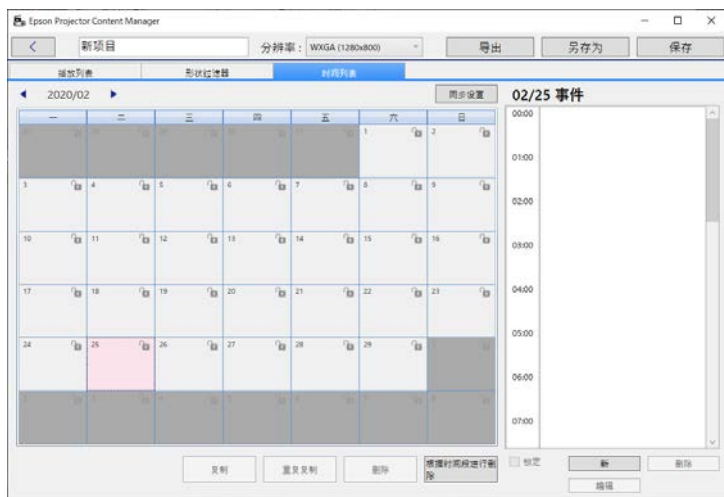 Epson Projector Content Manager
新项目 分辨率： WXGA (1280x800) 导出 另存为 保存
播放列表 形状过滤器 时间列表
2020/02 同步设置 02/25 事件
一 二 三 四 五 六 日
1 2
3 4 5 6 7 8 9
10 11 12 13 14 15 16
17 18 19 20 21 22 23
24 25 26 27 28 29
00:00
01:00
02:00
03:00
04:00
05:00
06:00
07:00
复制 重复复制 删除 根据时间段进行删除 锁定 新 删除
编辑